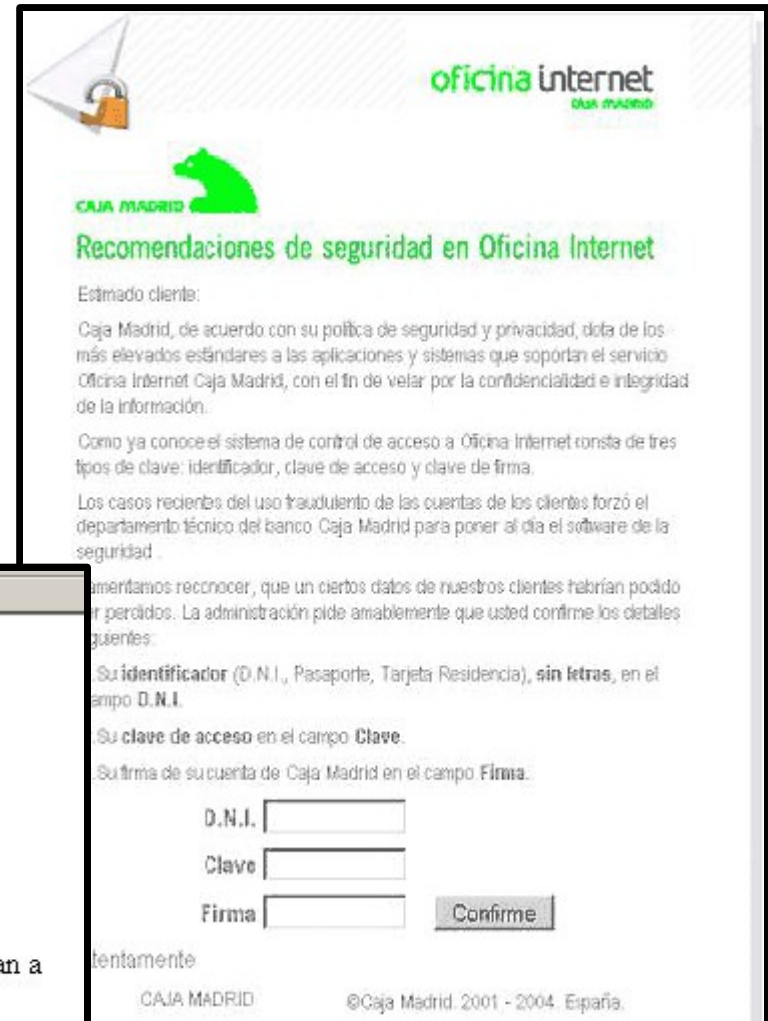 oficina internet
CAJA MADRID
CAJA MADRID
Recomendaciones de seguridad en Oficina Internet
Estimado cliente:
Caja Madrid, de acuerdo con su política de seguridad y privacidad, dota de los
más elevados estándares a las aplicaciones y sistemas que soportan el servicio
Oficina Internet Caja Madrid, con el fin de velar por la confidencialidad e integridad
de la información.
Como ya conoce el sistema de control de acceso a Oficina Internet consta de tres
tipos de clave: identificador, clave de acceso y clave de firma.
Los casos recientes del uso fraudulento de las cuentas de los clientes forzó el
departamento técnico del banco Caja Madrid para poner al día el software de la
seguridad .
amentamos reconocer, que un ciertos datos de nuestros clientes habrían podido
er perdidos. La administración pide amablemente que usted confirme los detalles
guientes:
.Su identificador (D.N.I., Pasaporte, Tarjeta Residencia), sin letras, en el
ampo D.N.I.
.Su clave de acceso en el campo Clave.
.Su firma de su cuenta de Caja Madrid en el campo Firma.
D.N.I.
Clave
Firma Confirme
tentamente
an a
CAJA MADRID ©Caja Madrid. 2001 - 2004. España.